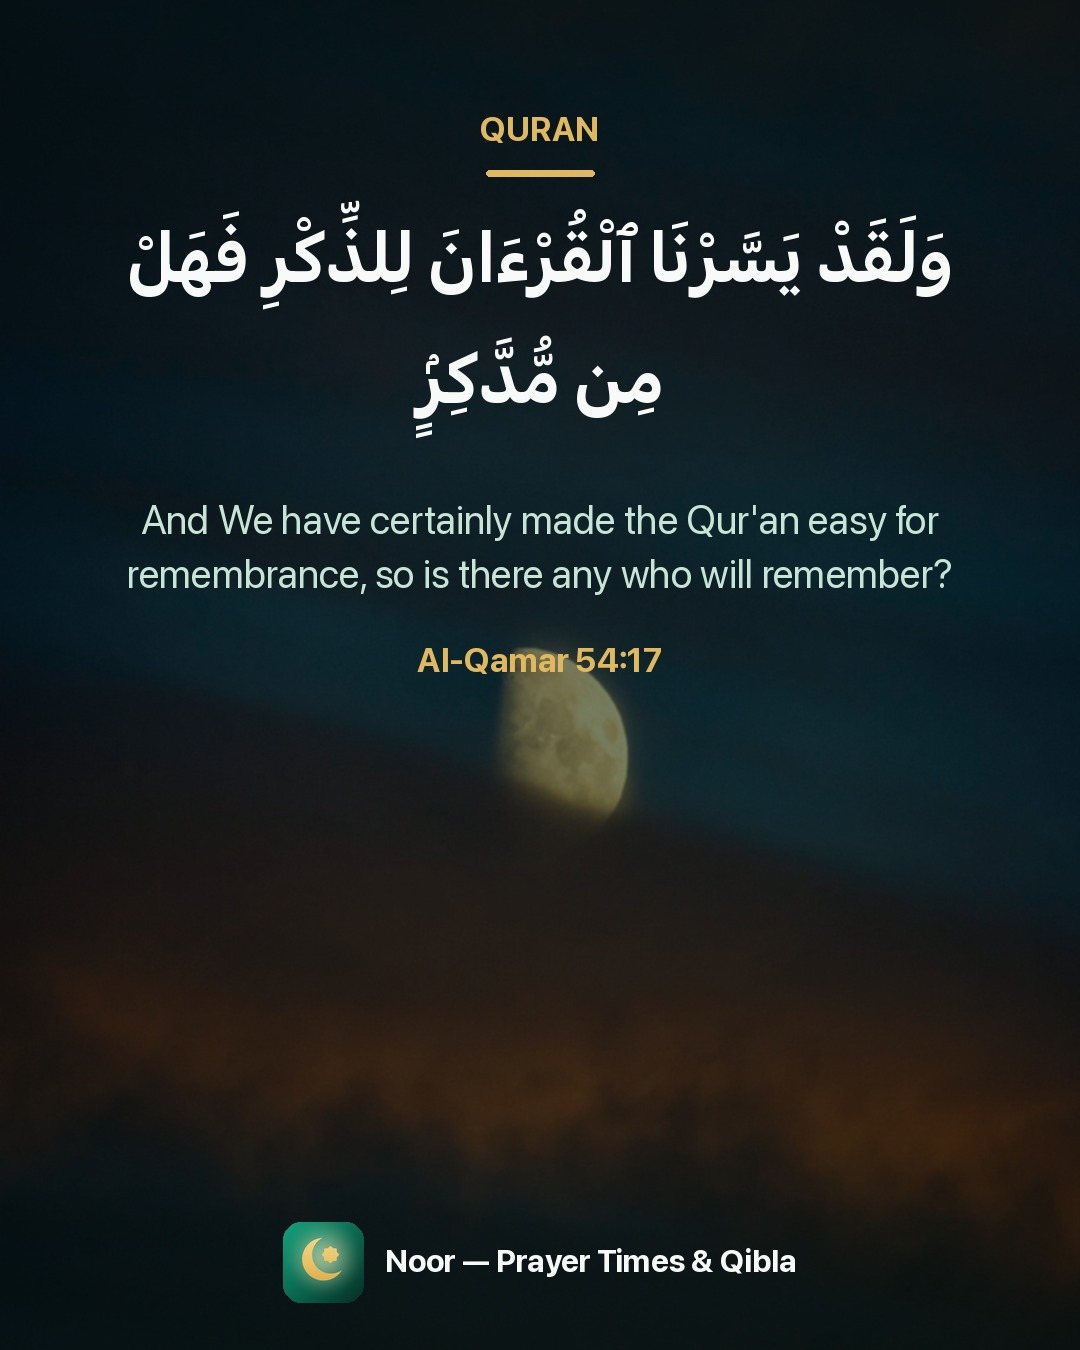 QURAN
وَلَقَدْ يَسَّرْنَا ٱلْقُرْءَانَ لِلذِّكْرِ فَهَلْ
مِن مُّدَّكِرٍۢ
And We have certainly made the Qur'an easy for
remembrance, so is there any who will remember?
Al-Qamar 54:17
Noor — Prayer Times & Qibla